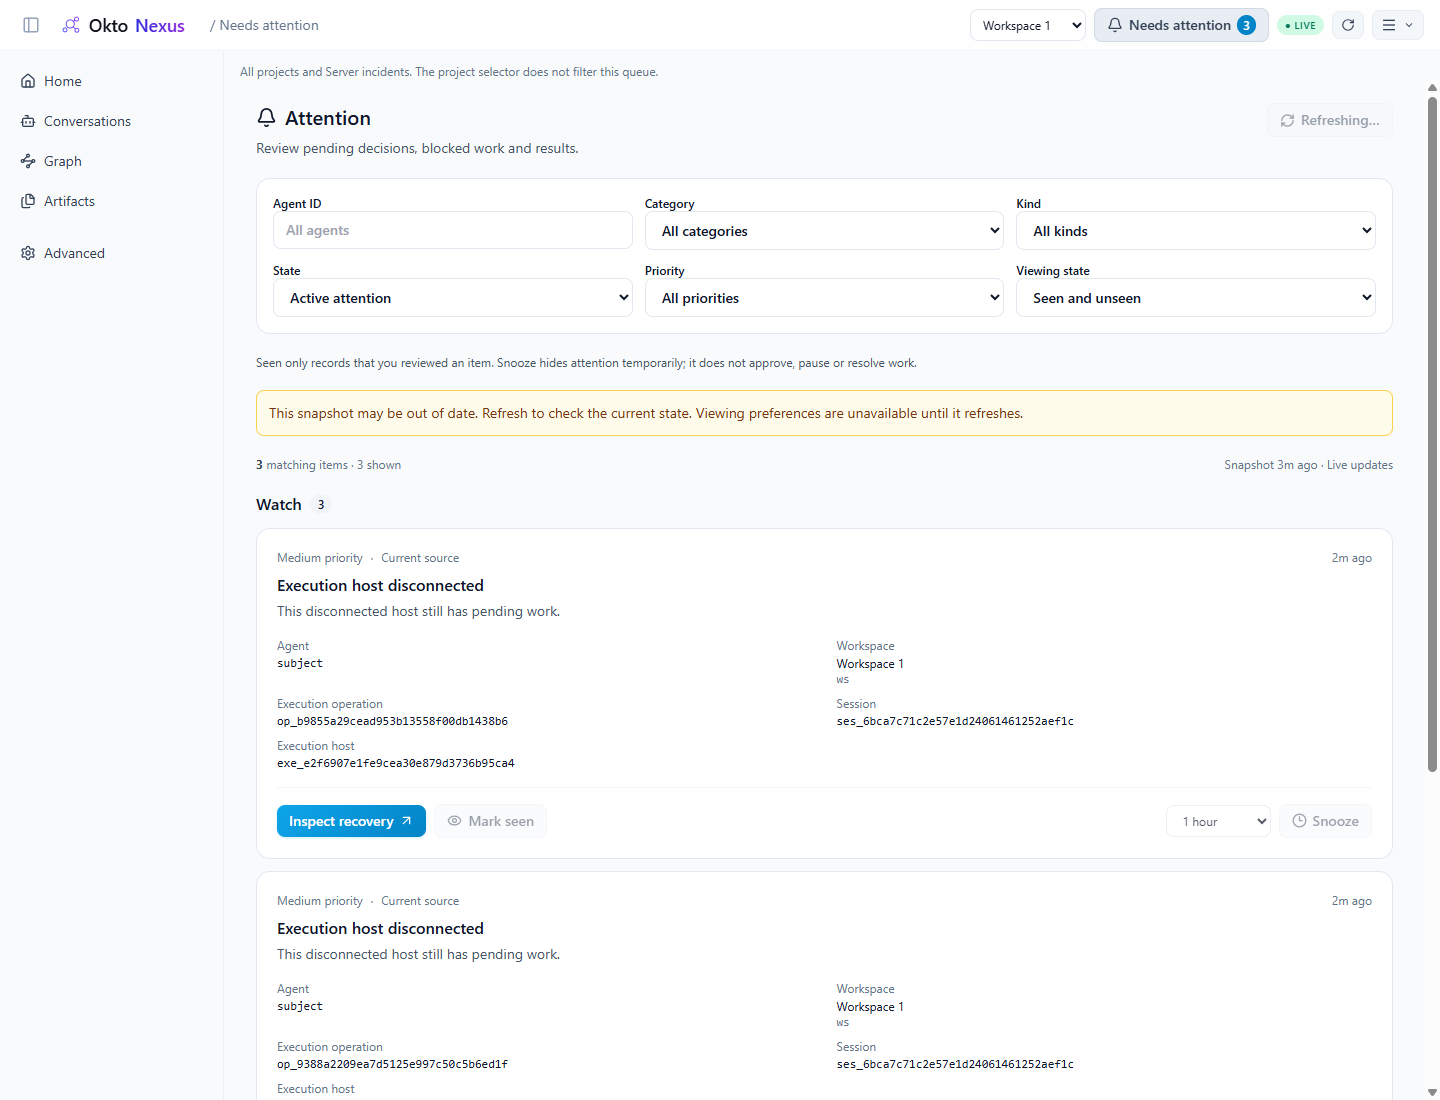 Okto Nexus
/ Needs attention
Workspace 1
Needs attention 3
LIVE
Home
Conversations
Graph
Artifacts
Advanced
All projects and Server incidents. The project selector does not filter this queue.
Attention
Refreshing...
Review pending decisions, blocked work and results.
Agent ID
All agents
Category
All categories
Kind
All kinds
State
Active attention
Priority
All priorities
Viewing state
Seen and unseen
Seen only records that you reviewed an item. Snooze hides attention temporarily; it does not approve, pause or resolve work.
This snapshot may be out of date. Refresh to check the current state. Viewing preferences are unavailable until it refreshes.
3 matching items · 3 shown
Snapshot 3m ago · Live updates
Watch 3
Medium priority · Current source
2m ago
Execution host disconnected
This disconnected host still has pending work.
Agent
subject
Workspace
Workspace 1
ws
Execution operation
op_b9855a29cead953b13558f00db1438b6
Session
ses_6bca7c71c2e57e1d24061461252aef1c
Execution host
exe_e2f6907e1fe9cea30e879d3736b95ca4
Inspect recovery
Mark seen
1 hour
Snooze
Medium priority · Current source
2m ago
Execution host disconnected
This disconnected host still has pending work.
Agent
subject
Workspace
Workspace 1
ws
Execution operation
op_9388a2209ea7d5125e997c50c5b6ed1f
Session
ses_6bca7c71c2e57e1d24061461252aef1c
Execution host